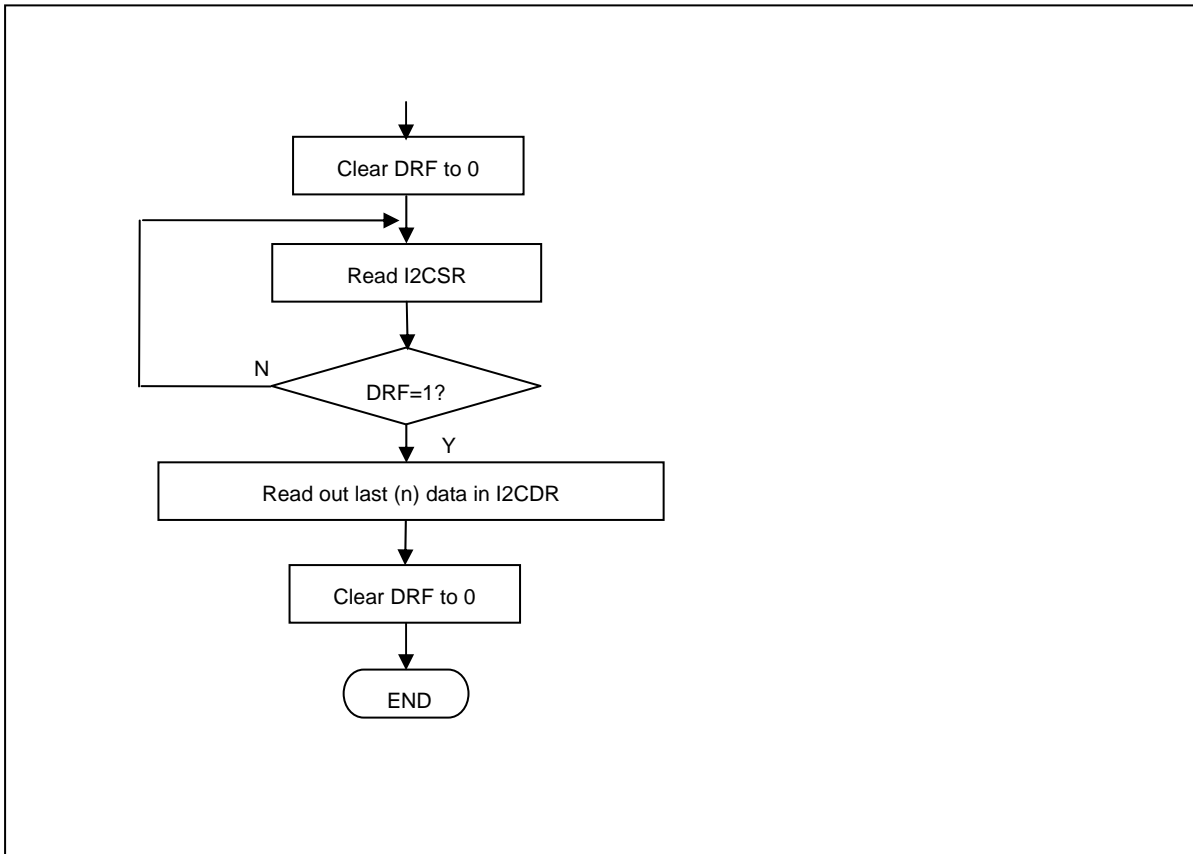 Clear DRF to 0
Read I2CSR
N
DRF=1?
Y
Read out last (n) data in I2CDR
Clear DRF to 0
END